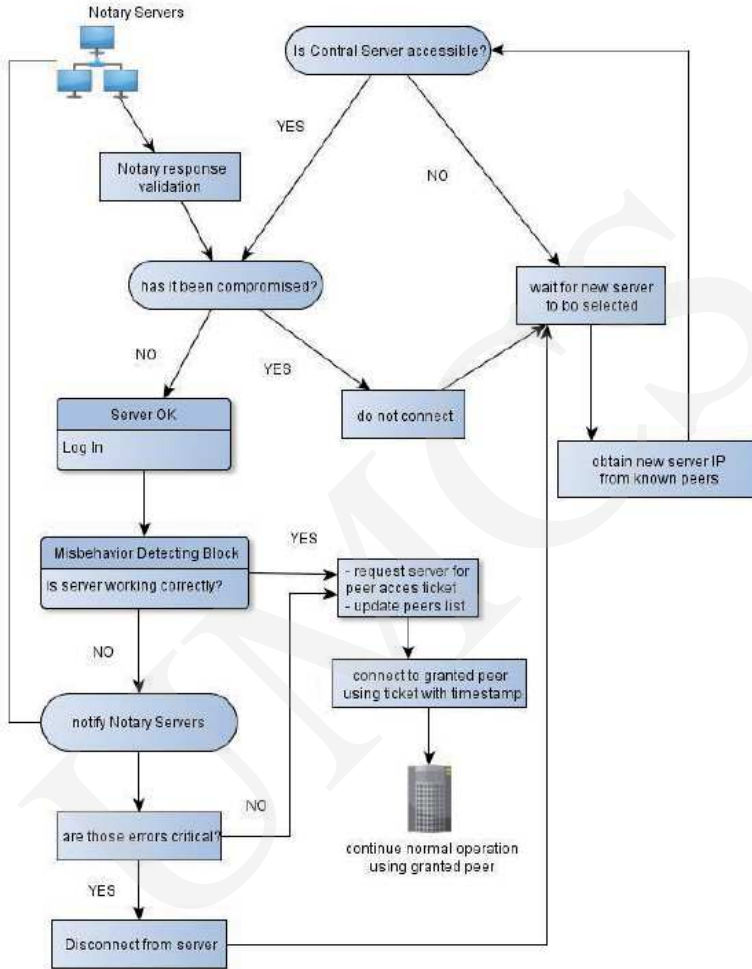 Notary Servers
Is Contral Server accessible?
YES
NO
Notary response
validation
has it been compromised?
wait for new server
to bo selected
NO
YES
Server OK
Log In
do not connect
obtain new server IP
from known peers
Misbehavior Detecting Block
is server working correctly?
YES
- request server for
peer acces ticket
- update peers list
NO
connect to granted peer
using ticket with timestamp
notify Notary Servers
NO
are those errors critical?
continue normal operation
using granted peer
YES
Disconnect from server
UMCS